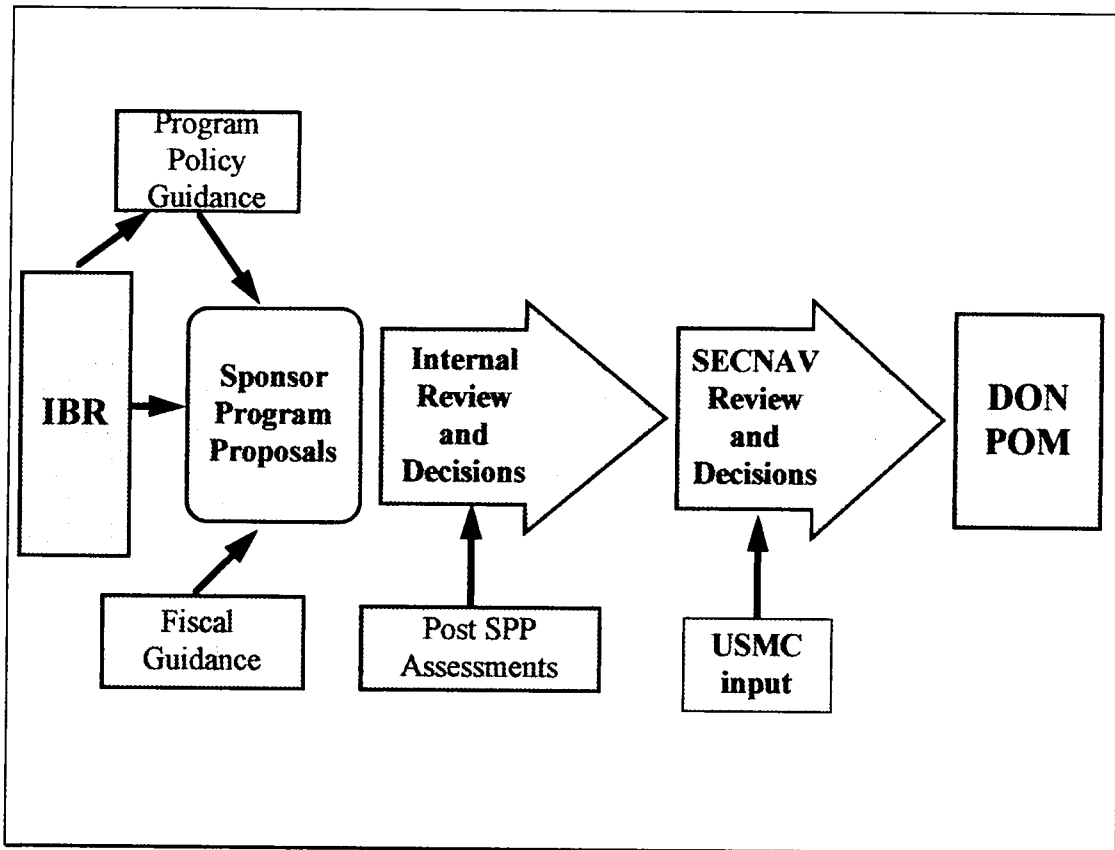 Program
Policy
Guidance
IBR
Sponsor
Program
Proposals
Internal
Review
and
Decisions
SECNAV
Review
and
Decisions
DON
POM
Fiscal
Guidance
Post SPP
Assessments
USMC
input